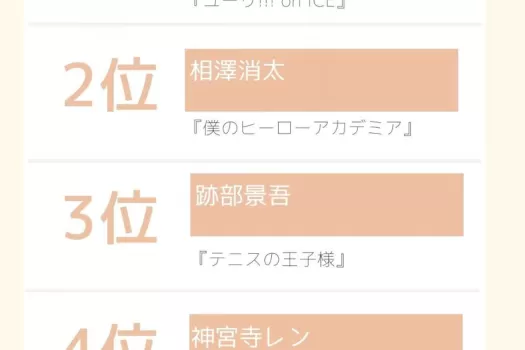 『ユーリ!!! on ICE』
2位
相澤消太
『僕のヒーローアカデミア』
3位
跡部景吾
『テニスの王子様』
4位
神宮寺レン